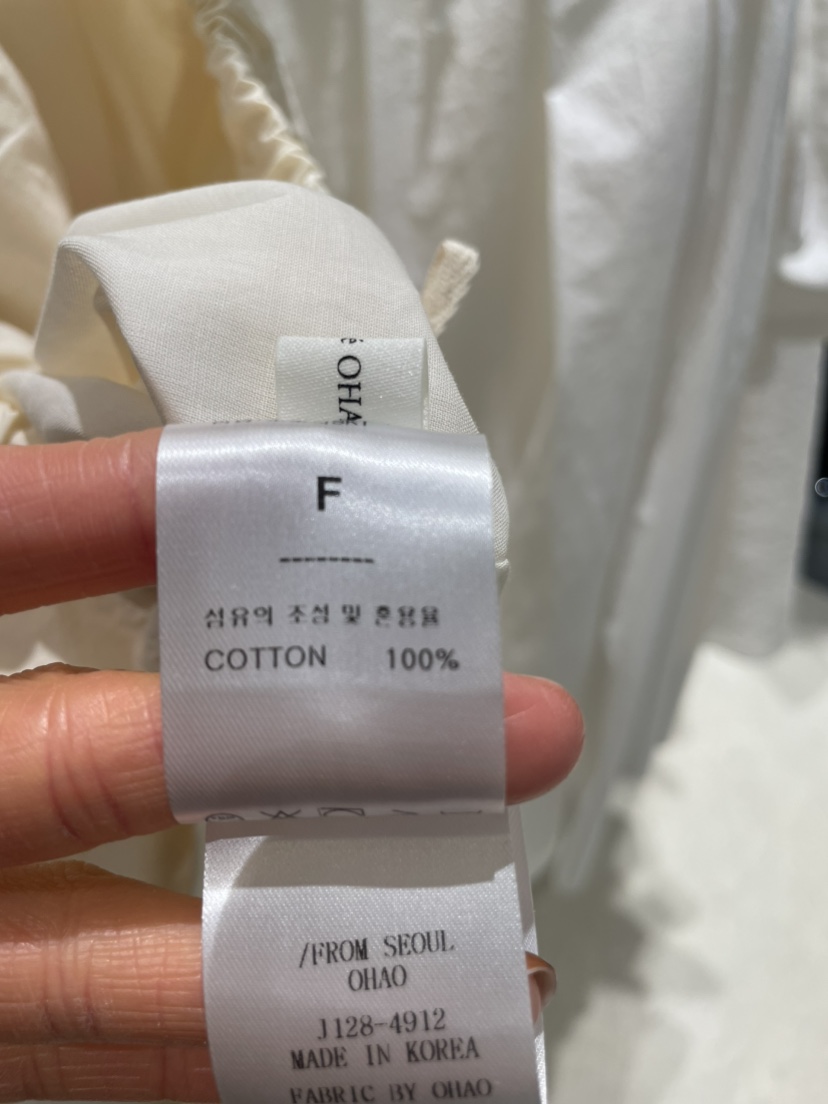 OHA
F
--------
섬유의 조성 및 혼용율
COTTON 100%
/FROM SEOUL
OHAO
J128-4912
MADE IN KOREA
FABRIC BY OHAO